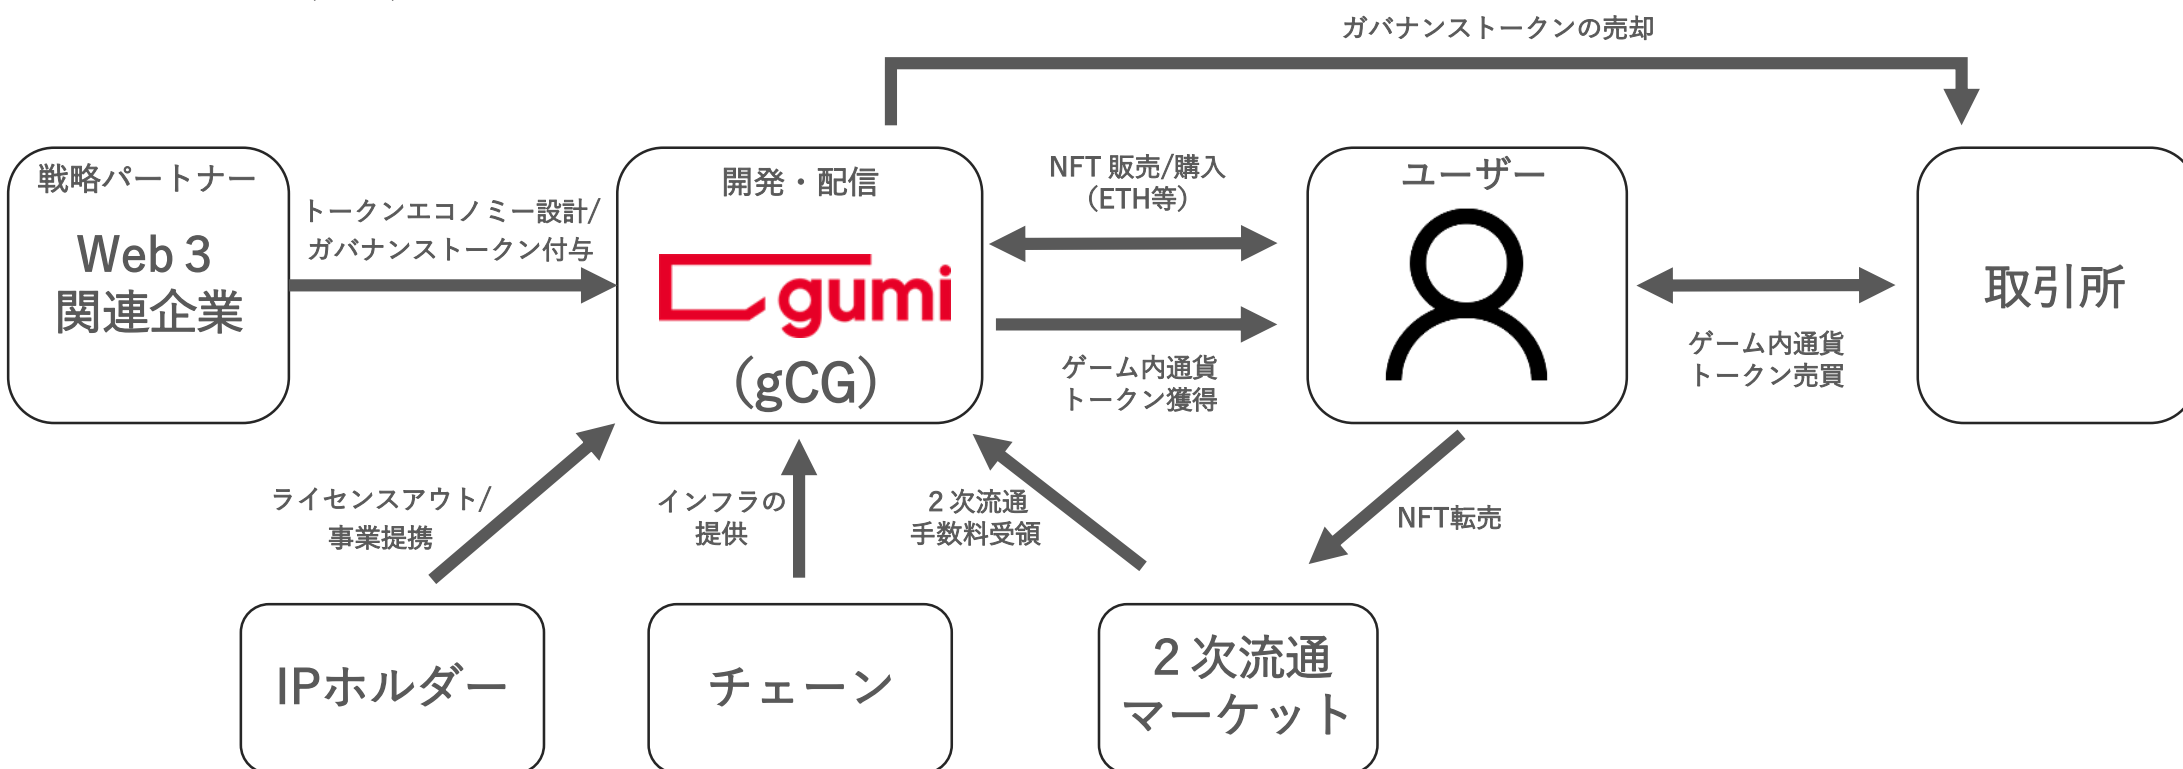 ガバナンストークンの売却
戦略パートナー
Web 3
関連企業
トークンエコノミー設計/
ガバナンストークン付与
開発・配信
gumi
(gCG)
NFT 販売/購入
(ETH等)
ゲーム内通貨
トークン獲得
ユーザー
ゲーム内通貨
トークン売買
取引所
ライセンスアウト/
事業提携
インフラの
提供
2 次流通
手数料受領
NFT転売
IPホルダー
チェーン
2 次流通
マーケット